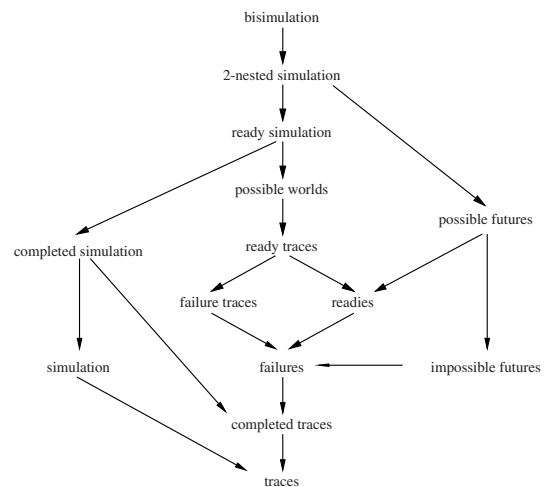 bisimulation
2-nested simulation
ready simulation
possible worlds
possible futures
completed simulation
ready traces
failure traces
readies
simulation
failures
impossible futures
completed traces
traces